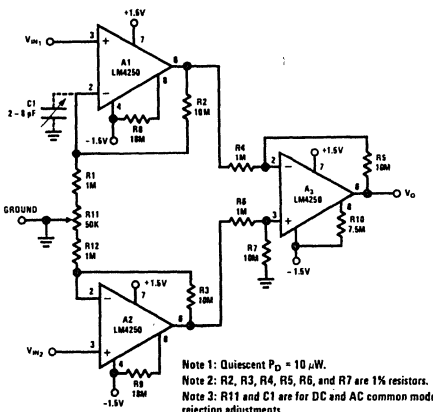 +1.5V
V_IN1
3
+
7
6
A1
LM4250
8
2
–
4
C1
2 – 8 pF
R2
10M
R8
18M
– 1.5V
R1
1M
R4
1M
+1.5V
R5
10M
2
–
7
GROUND
R11
50K
A3
LM4250
6
V_O
R6
1M
3
+
8
R12
1M
R7
10M
4
R10
7.5M
+1.5V
– 1.5V
R3
10M
2
–
7
A2
LM4250
6
V_IN2
3
+
4
8
R9
18M
– 1.5V
Note 1: Quiescent P_D = 10 μW.
Note 2: R2, R3, R4, R5, R6, and R7 are 1% resistors.
Note 3: R11 and C1 are for DC and AC common mode
rejection adjustments.